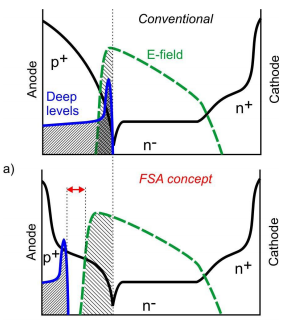 Conventional
p+
E-field
Anode
Deep
levels
n+
Cathode
n-
a)
FSA concept
Anode
p+
n+
Cathode
n-